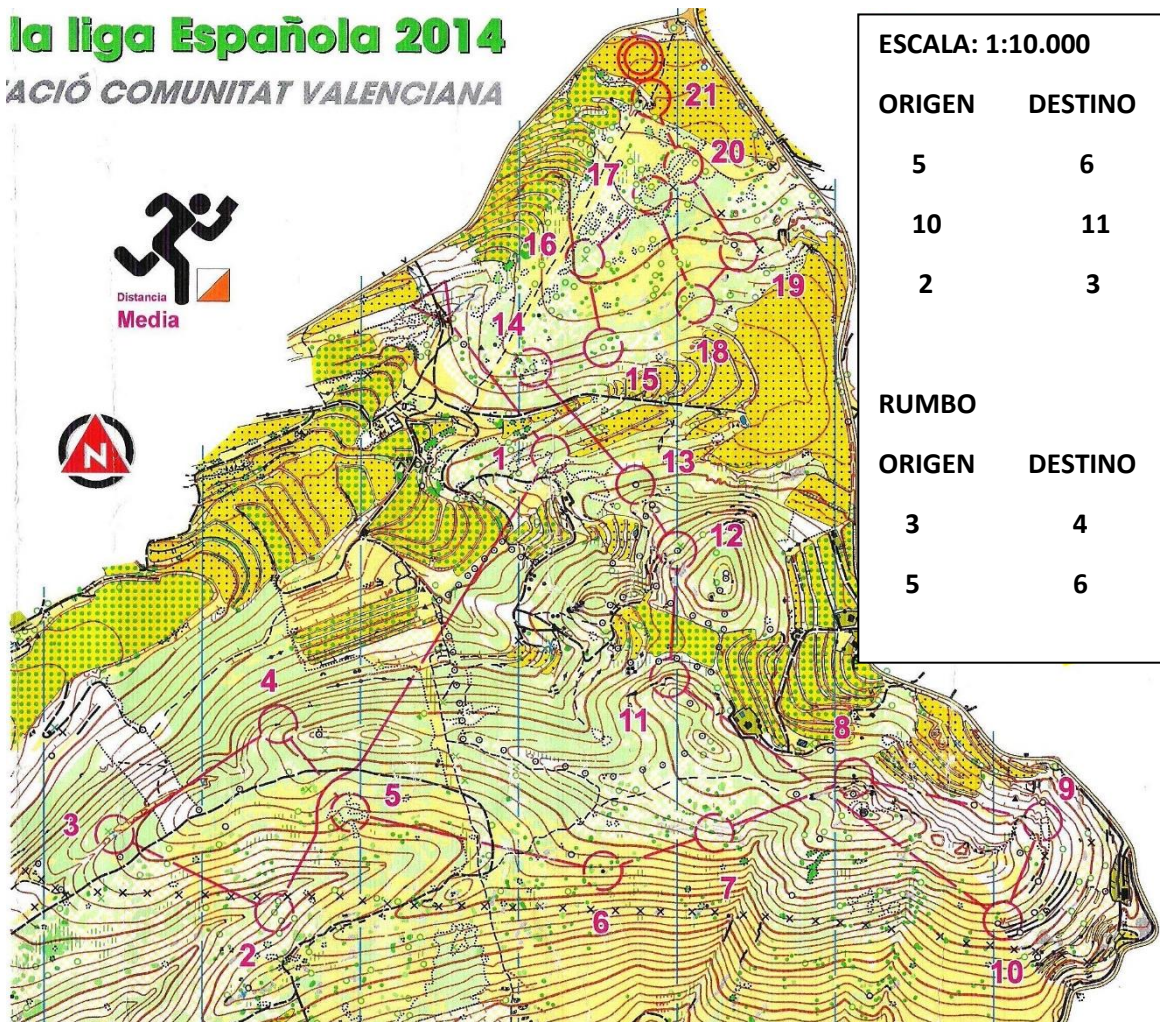 la liga Española 2014
ACIÓ COMUNITAT VALENCIANA
Distancia
Media
N
21
20
17
16
19
14
18
15
1
13
12
4
11
8
5
9
3
7
6
2
10
ESCALA: 1:10.000
ORIGEN DESTINO
5 6
10 11
2 3
RUMBO
ORIGEN DESTINO
3 4
5 6